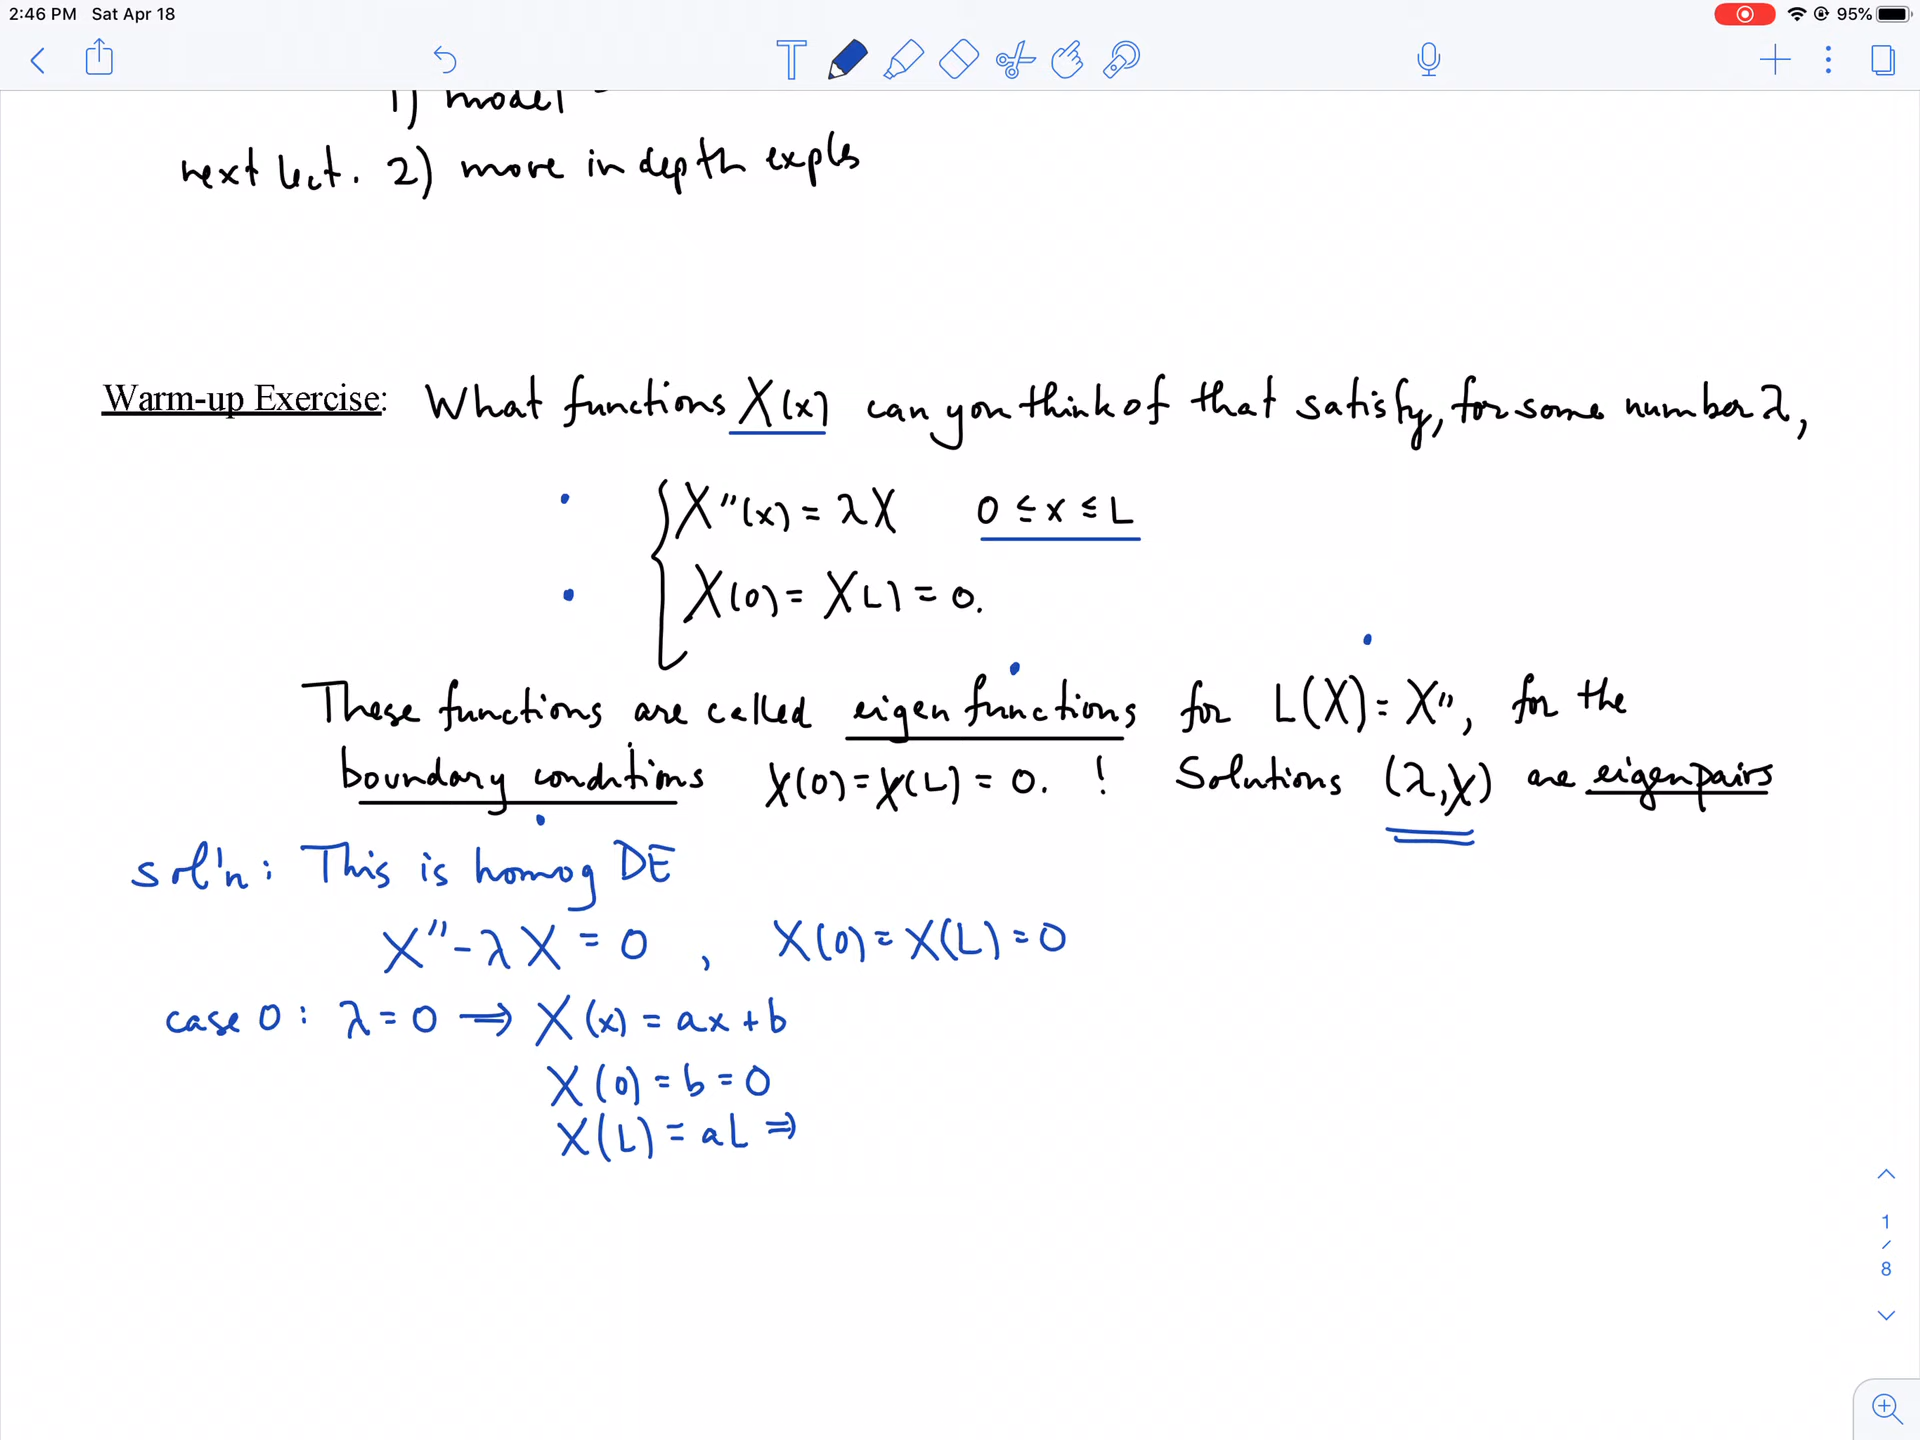 2:46 PM Sat Apr 18
95%
1) model
next lect. 2) more in depth exples
Warm-up Exercise: What functions X(x) can you think of that satisfy, for some number λ,
X''(x) = λX 0 ≤ x ≤ L
X(0) = X(L) = 0.
These functions are called eigenfunctions for L(X) = X'', for the
boundary conditions X(0) = X(L) = 0. ! Solutions (λ,X) are eigenpairs
sol'n: This is homog DE
X'' - λX = 0 , X(0) = X(L) = 0
case 0: λ = 0 ⇒ X(x) = ax + b
X(0) = b = 0
X(L) = aL ⇒
1
/
8